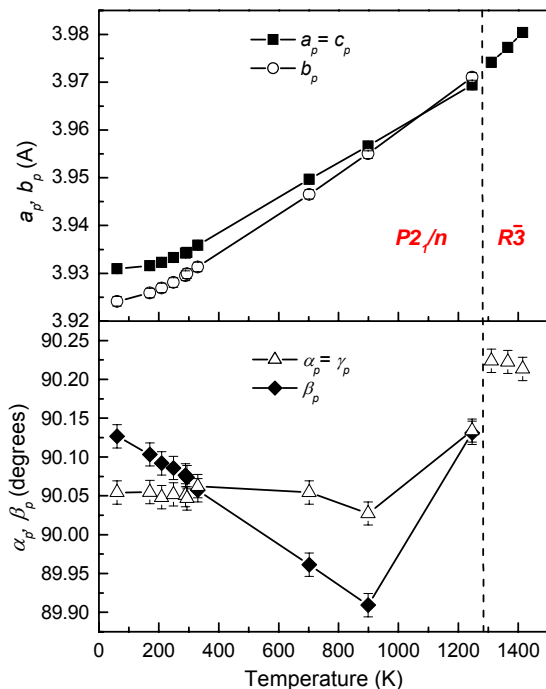 3.98
3.97
3.96
3.95
3.94
3.93
3.92
a_p, b_p (A)
a_p = c_p
b_p
P2_1/n
R3̄
90.25
90.20
90.15
90.10
90.05
90.00
89.95
89.90
α_p, β_p (degrees)
α_p = γ_p
β_p
0 200 400 600 800 1000 1200 1400
Temperature (K)